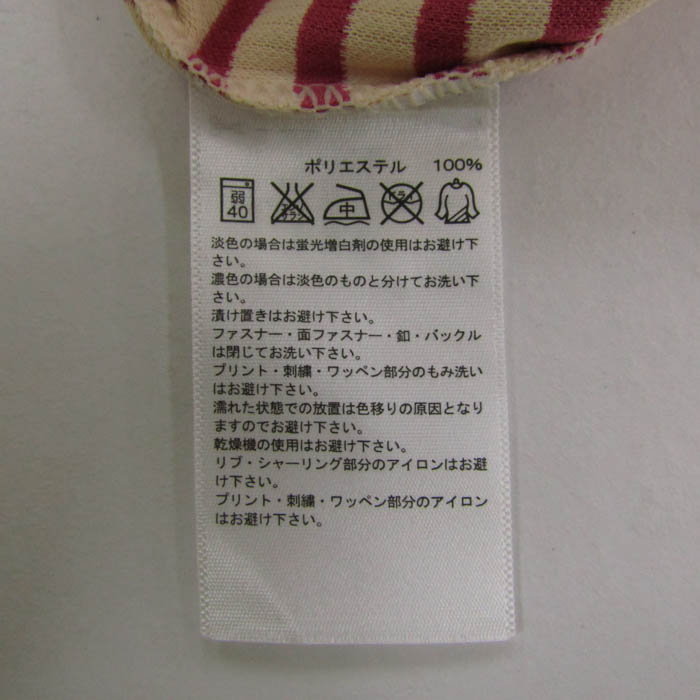 ポリエステル 100%
弱 中 ドライ
40 エンソサラシ
淡色の場合は蛍光増白剤の使用はお避け下
さい。
濃色の場合は淡色のものと分けてお洗い下
さい。
漬け置きはお避け下さい。
ファスナー・面ファスナー・釦・バックル
は閉じてお洗い下さい。
プリント・刺繍・ワッペン部分のもみ洗い
はお避け下さい。
濡れた状態での放置は色移りの原因となり
ますのでお避け下さい。
乾燥機の使用はお避け下さい。
リブ・シャーリング部分のアイロンはお避
け下さい。
プリント・刺繍・ワッペン部分のアイロン
はお避け下さい。